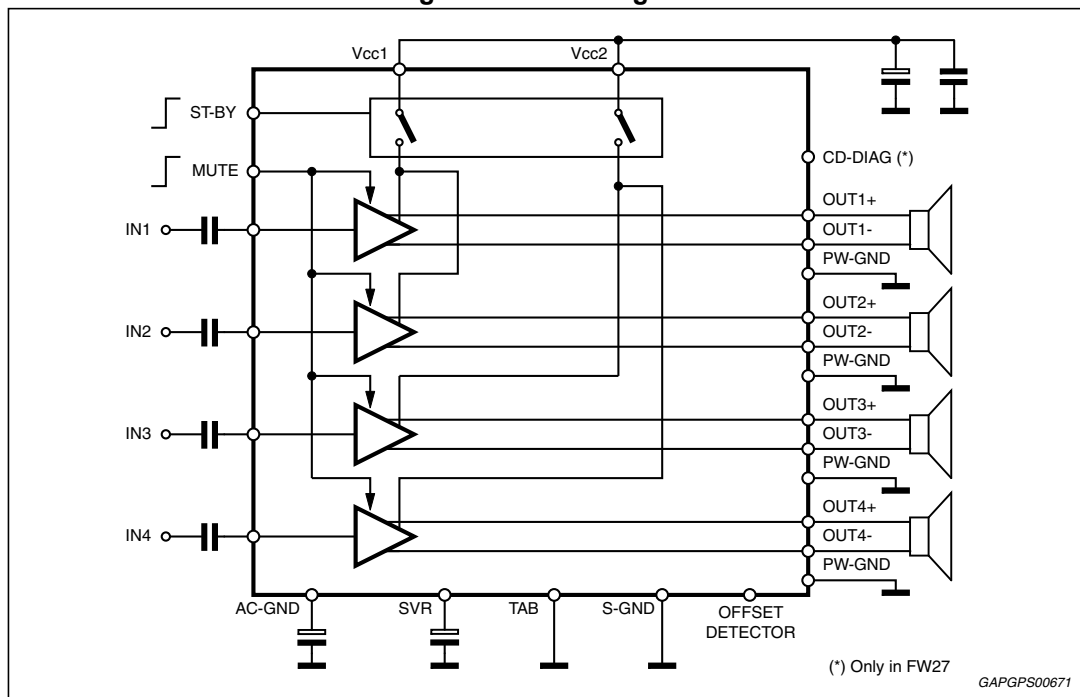 Vcc1
Vcc2
ST-BY
MUTE
CD-DIAG (*)
OUT1+
IN1
OUT1-
PW-GND
OUT2+
IN2
OUT2-
PW-GND
OUT3+
IN3
OUT3-
PW-GND
OUT4+
IN4
OUT4-
PW-GND
AC-GND
SVR
TAB
S-GND
OFFSET
DETECTOR
(*) Only in FW27
GAPGPS00671